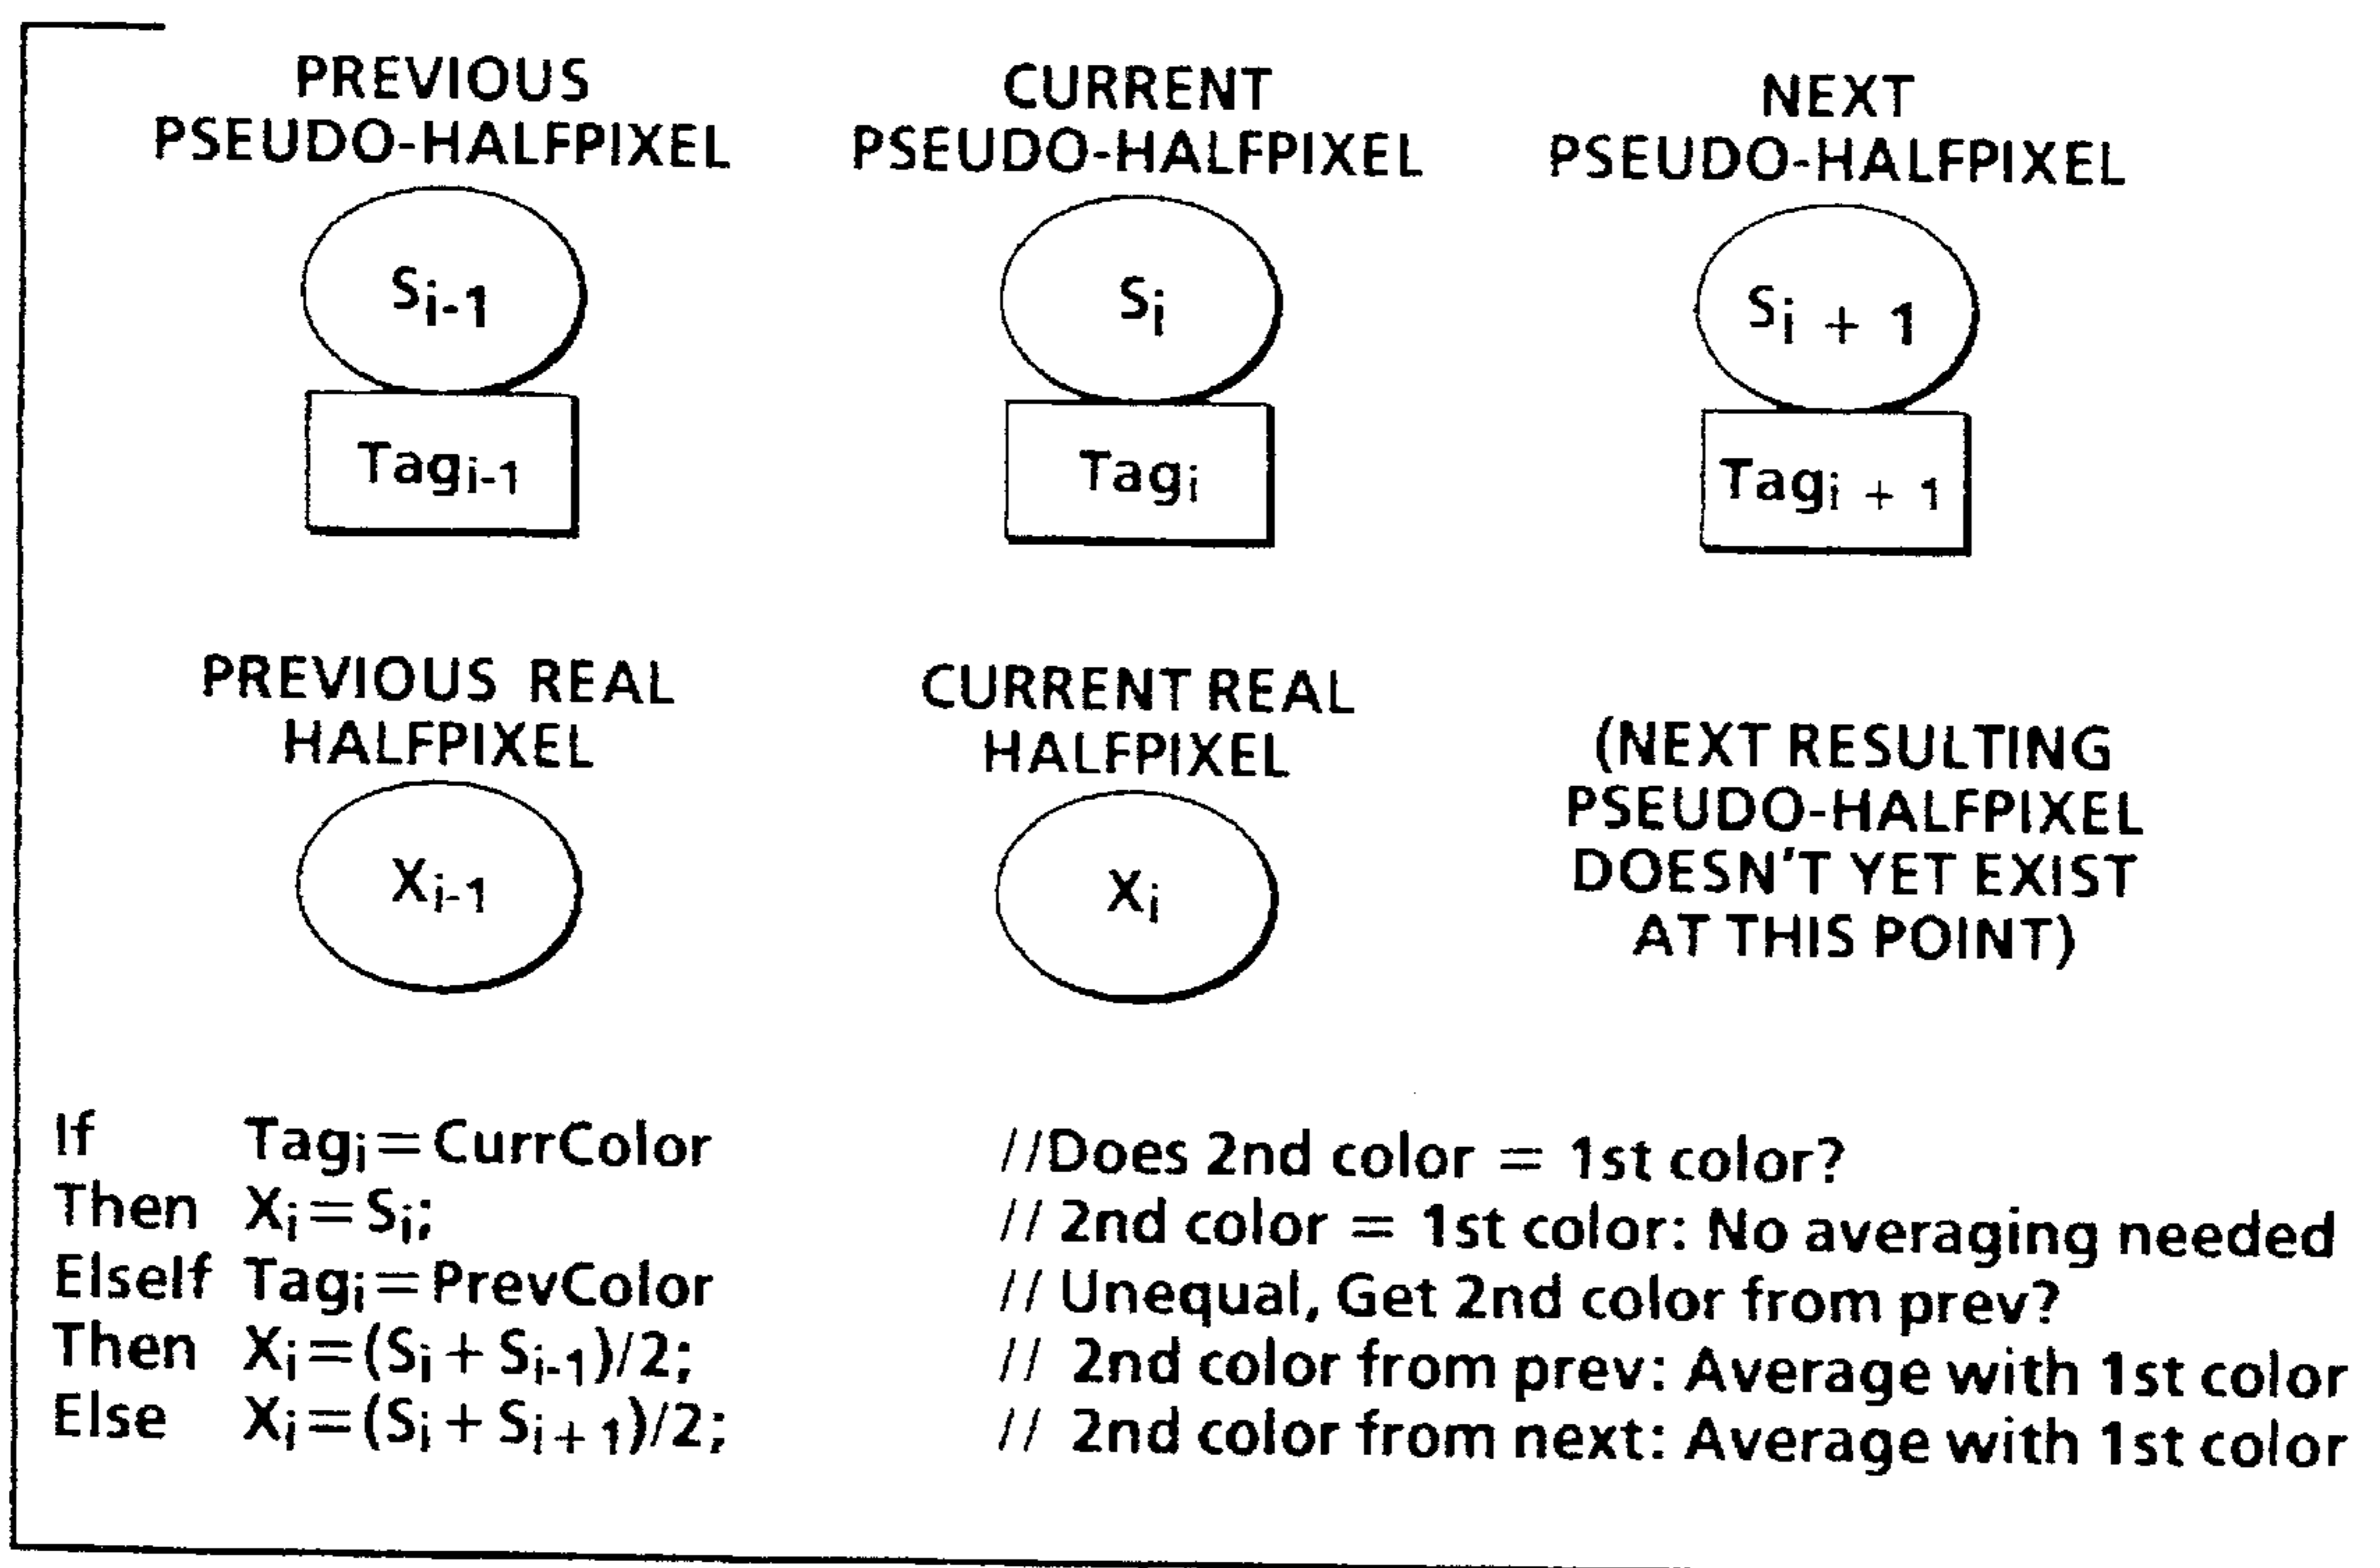 PREVIOUS
PSEUDO-HALFPIXEL
CURRENT
PSEUDO-HALFPIXEL
NEXT
PSEUDO-HALFPIXEL
Si-1
Si
Si + 1
Tagi-1
Tagi
Tagi + 1
PREVIOUS REAL
HALFPIXEL
CURRENT REAL
HALFPIXEL
(NEXT RESULTING
PSEUDO-HALFPIXEL
DOESN'T YET EXIST
AT THIS POINT)
Xi-1
Xi
If Tagi=CurrColor //Does 2nd color = 1st color?
Then Xi=Si; // 2nd color = 1st color: No averaging needed
ElseIf Tagi=PrevColor // Unequal, Get 2nd color from prev?
Then Xi=(Si+Si-1)/2; // 2nd color from prev: Average with 1st color
Else Xi=(Si+Si+1)/2; // 2nd color from next: Average with 1st color